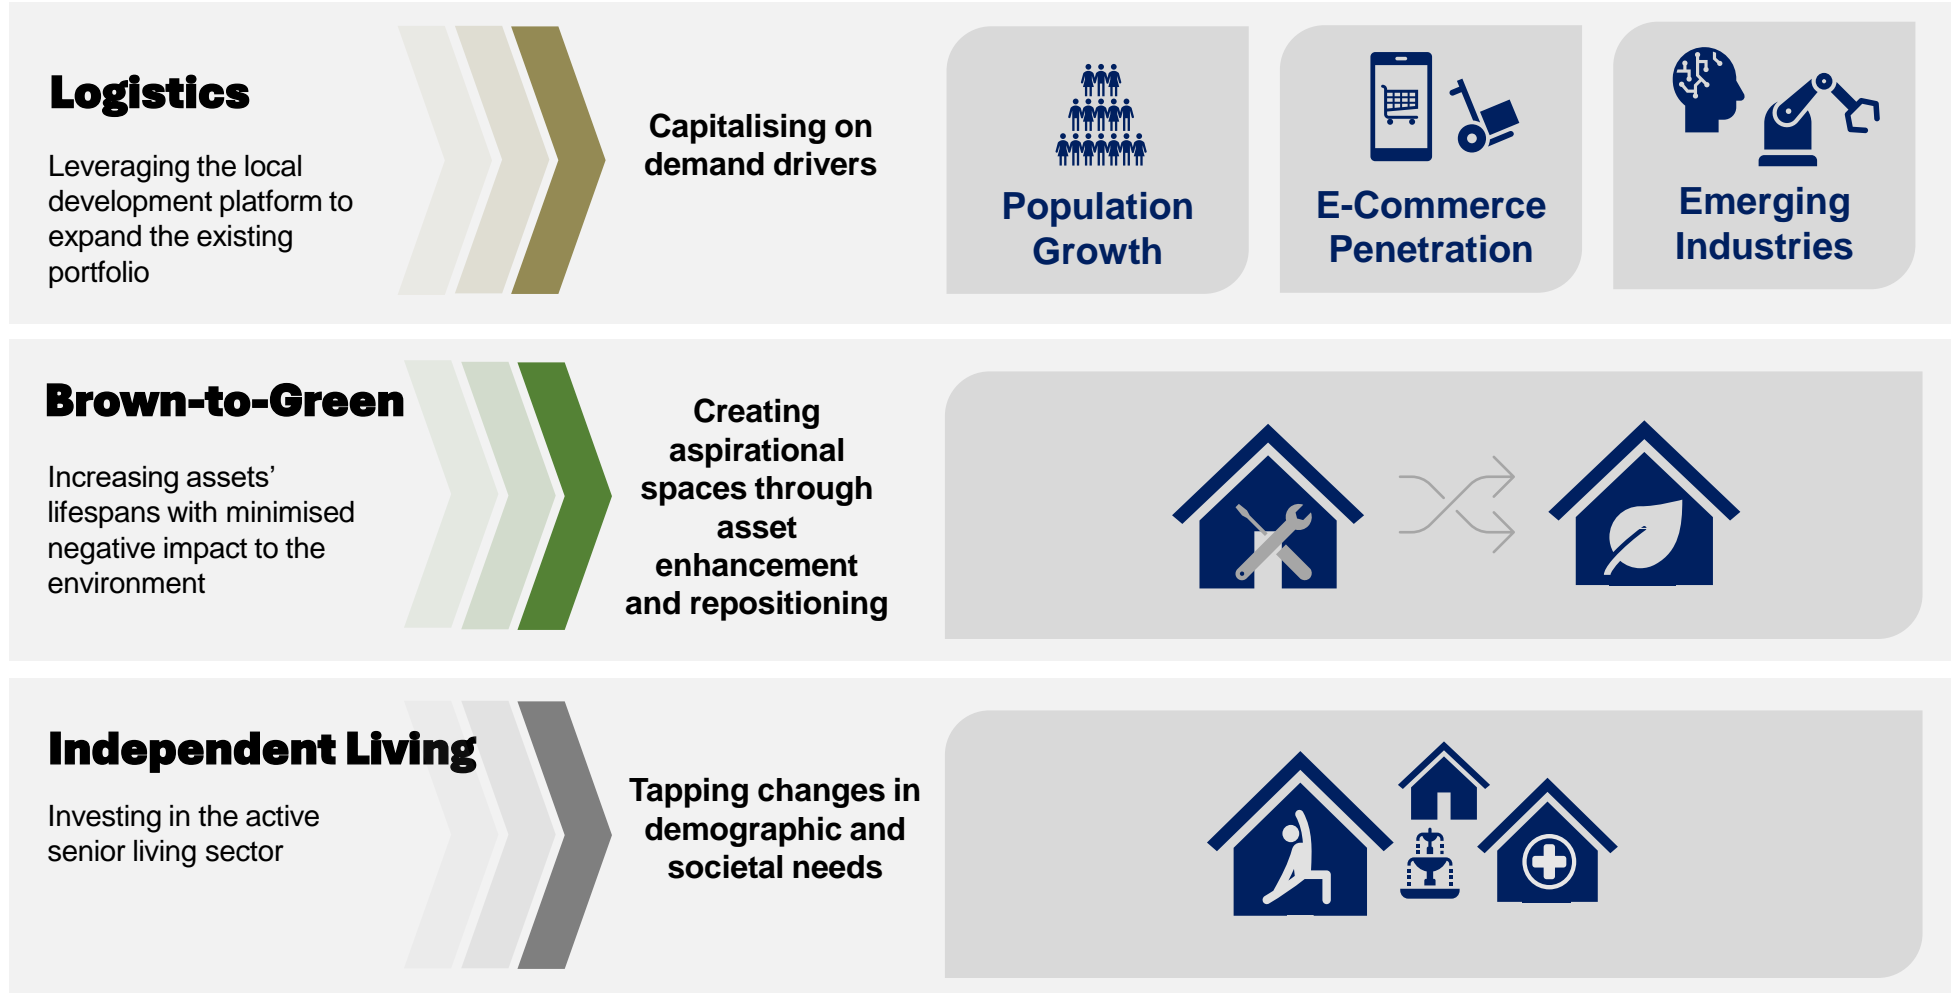 Logistics
Leveraging the local
development platform to
expand the existing
portfolio
Capitalising on
demand drivers
Population
Growth
E-Commerce
Penetration
Emerging
Industries
Brown-to-Green
Increasing assets’
lifespans with minimised
negative impact to the
environment
Creating
aspirational
spaces through
asset
enhancement
and repositioning
Independent Living
Investing in the active
senior living sector
Tapping changes in
demographic and
societal needs